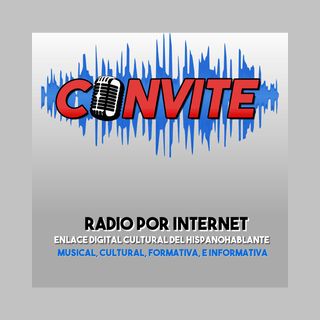 CONVITE
RADIO POR INTERNET
ENLACE DIGITAL CULTURAL DEL HISPANOHABLANTE
MUSICAL, CULTURAL, FORMATIVA, E INFORMATIVA